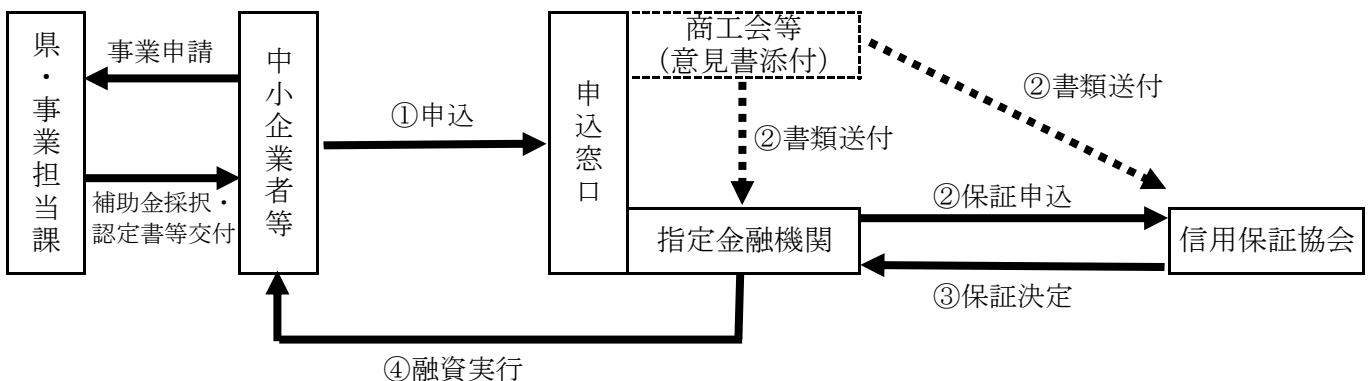 県・事業担当課
事業申請
補助金採択・
認定書等交付
中小企業者等
①申込
申込窓口
商工会等
(意見書添付)
②書類送付
②書類送付
指定金融機関
②保証申込
③保証決定
信用保証協会
④融資実行